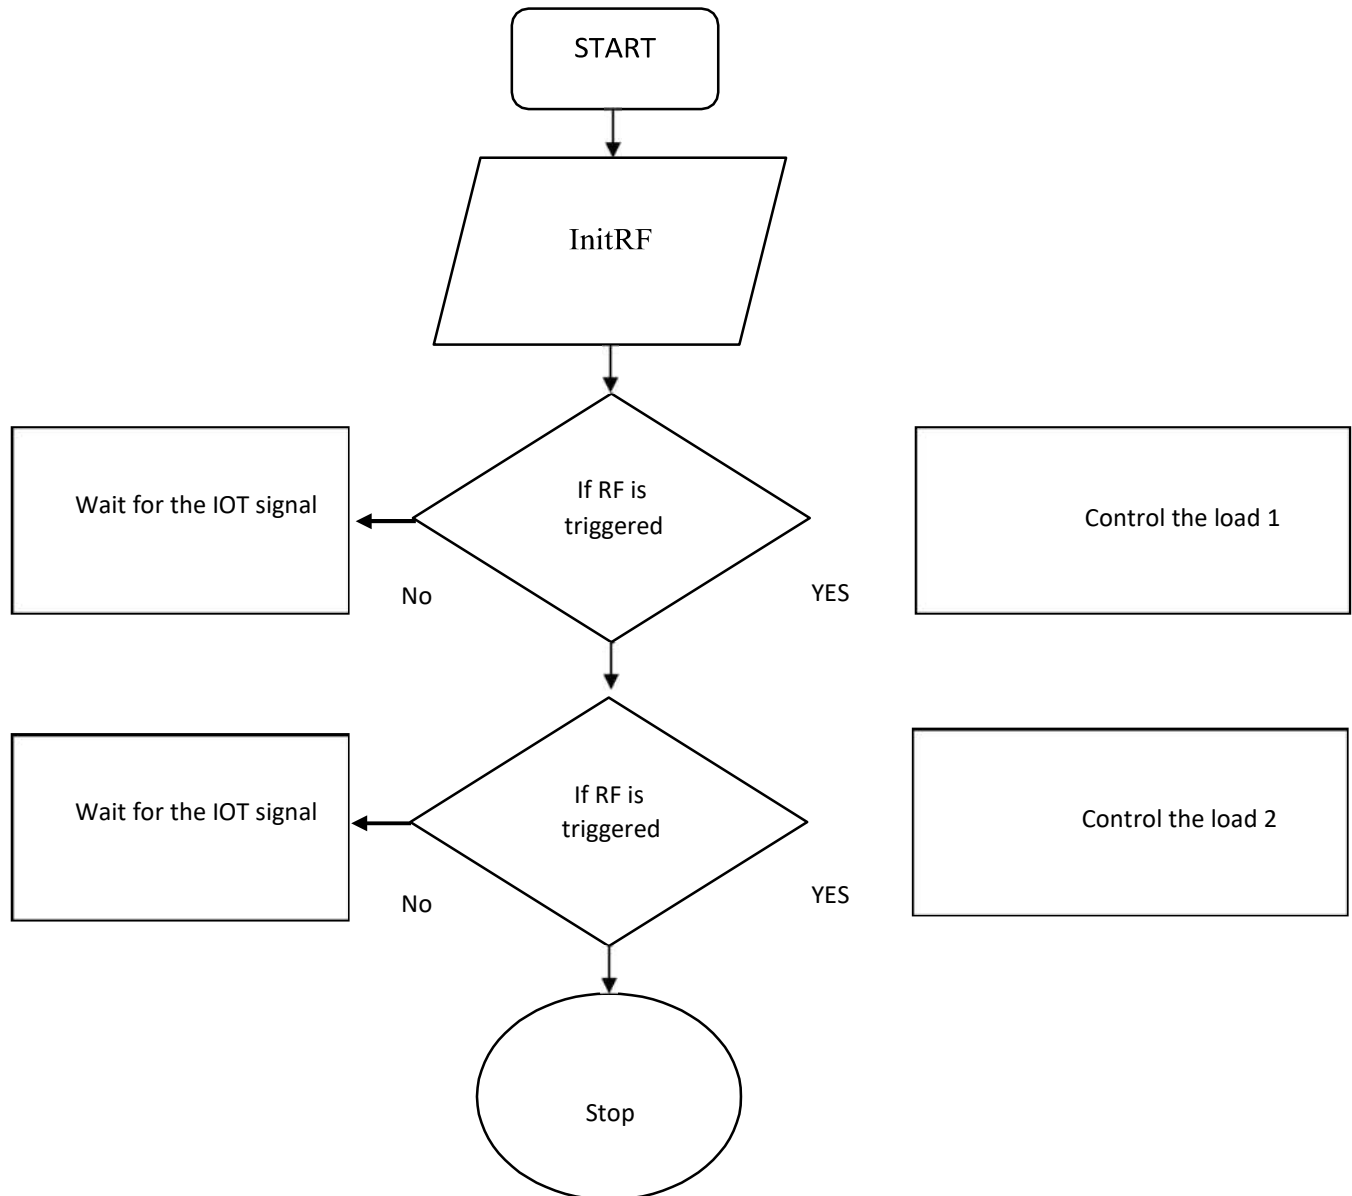 START
InitRF
If RF is
triggered
Wait for the IOT signal
Control the load 1
No
YES
If RF is
triggered
Wait for the IOT signal
Control the load 2
No
YES
Stop